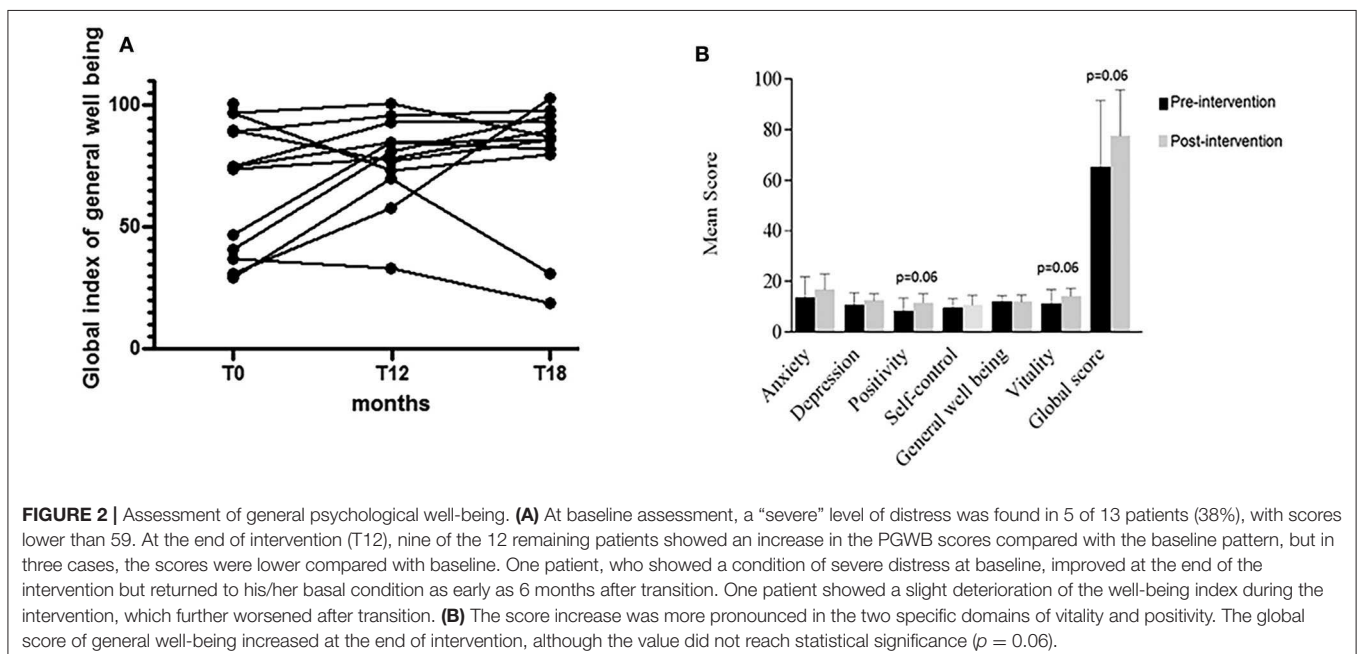 A
Global index of general well being
100
50
0
T0 T12 T18
months
B
Mean Score
100
80
60
40
20
0
p=0.06
p=0.06
p=0.06
Anxiety
Depression
Positivity
Self-control
General well being
Vitality
Global score
Pre-intervention
Post-intervention
FIGURE 2 | Assessment of general psychological well-being. (A) At baseline assessment, a “severe” level of distress was found in 5 of 13 patients (38%), with scores
lower than 59. At the end of intervention (T12), nine of the 12 remaining patients showed an increase in the PGWB scores compared with the baseline pattern, but in
three cases, the scores were lower compared with baseline. One patient, who showed a condition of severe distress at baseline, improved at the end of the
intervention but returned to his/her basal condition as early as 6 months after transition. One patient showed a slight deterioration of the well-being index during the
intervention, which further worsened after transition. (B) The score increase was more pronounced in the two specific domains of vitality and positivity. The global
score of general well-being increased at the end of intervention, although the value did not reach statistical significance (p = 0.06).